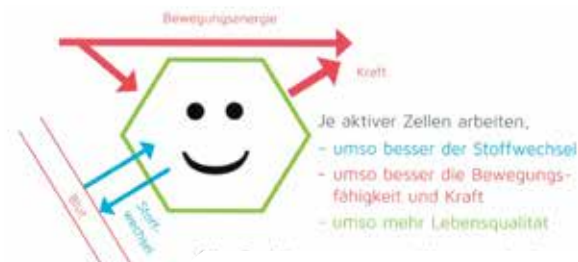 Bewegungsenergie
Kraft
Je aktiver Zellen arbeiten,
- umso besser der Stoffwechsel
- umso besser die Bewegungs-
fähigkeit und Kraft
- umso mehr Lebensqualität
Blut
Stoff-
wechsel